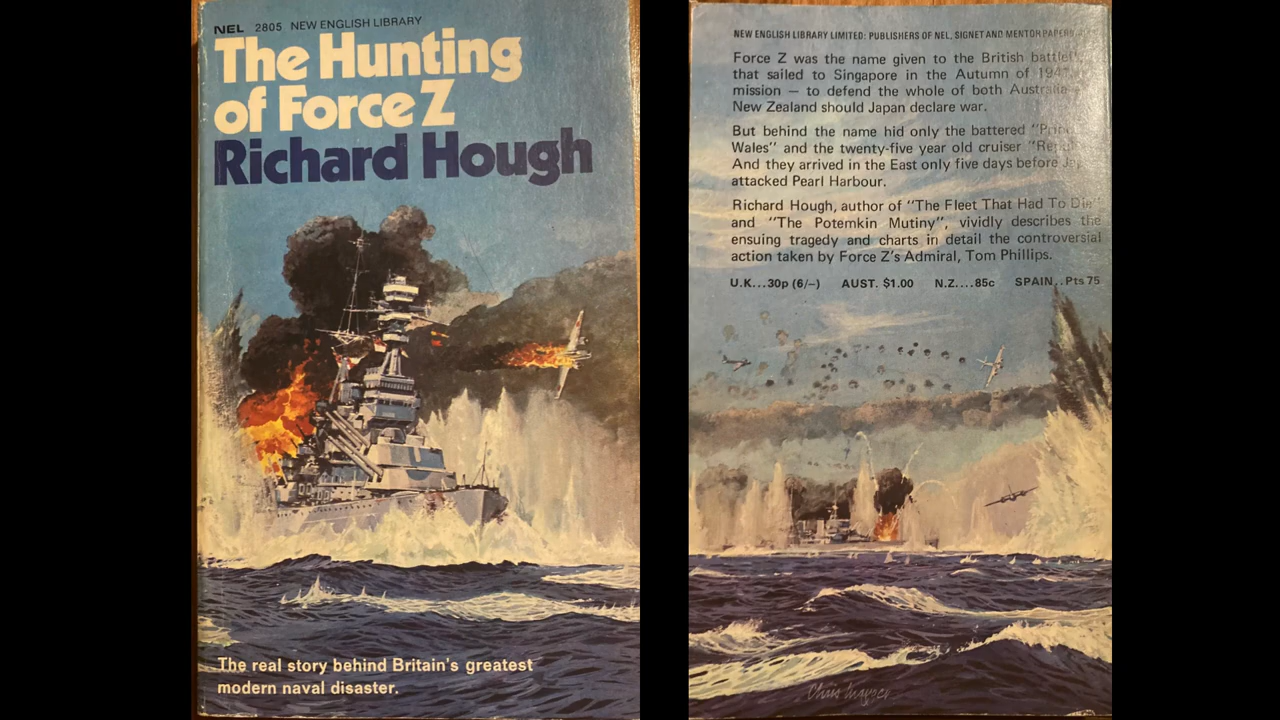 NEL 2805 NEW ENGLISH LIBRARY
The Hunting
of Force Z
Richard Hough
The real story behind Britain's greatest
modern naval disaster.
NEW ENGLISH LIBRARY LIMITED: PUBLISHERS OF NEL, SIGNET AND MENTOR
Force Z was the name given to the British
that sailed to Singapore in the Autumn of
mission — to defend the whole of both
New Zealand should Japan declare war.
But behind the name hid only the battered
Wales" and the twenty-five year old cruiser
And they arrived in the East only five days before
attacked Pearl Harbour.
Richard Hough, author of "The Fleet That Had To Die"
and "The Potemkin Mutiny", vividly describes the
ensuing tragedy and charts in detail the controversial
action taken by Force Z's Admiral, Tom Phillips.
U.K...30p (6/–) AUST. $1.00 N.Z....85c SPAIN..Pts 75
Chris